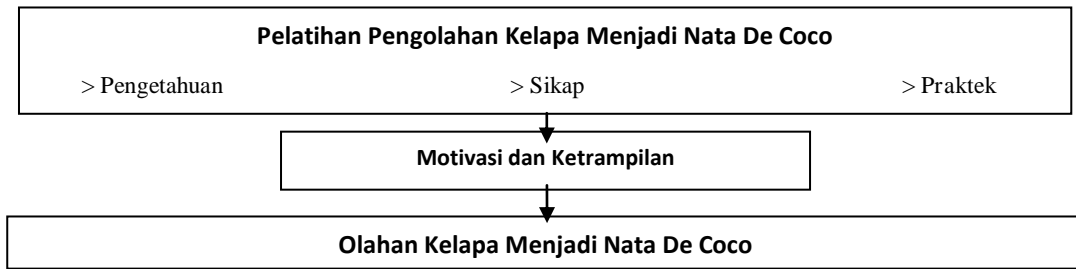 Pelatihan Pengolahan Kelapa Menjadi Nata De Coco
> Pengetahuan > Sikap > Praktek
Motivasi dan Ketrampilan
Olahan Kelapa Menjadi Nata De Coco